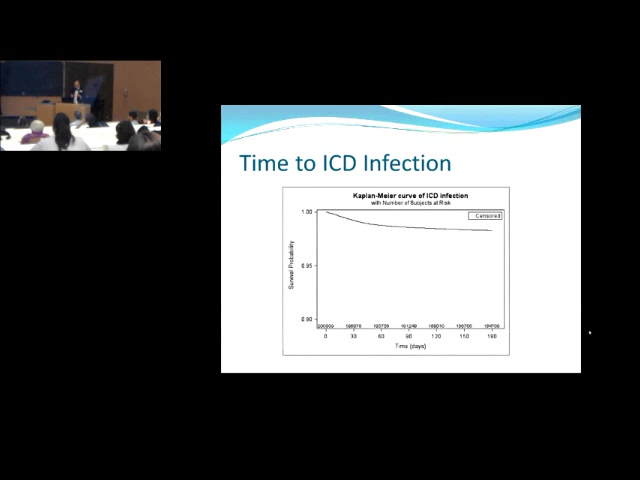 Time to ICD Infection
Kaplan-Meier curve of ICD infection
with Number of Subjects at Risk
Censored
1.00
0.95
0.90
Survival Probability
0 30 60 90 120 150 180
Time (days)